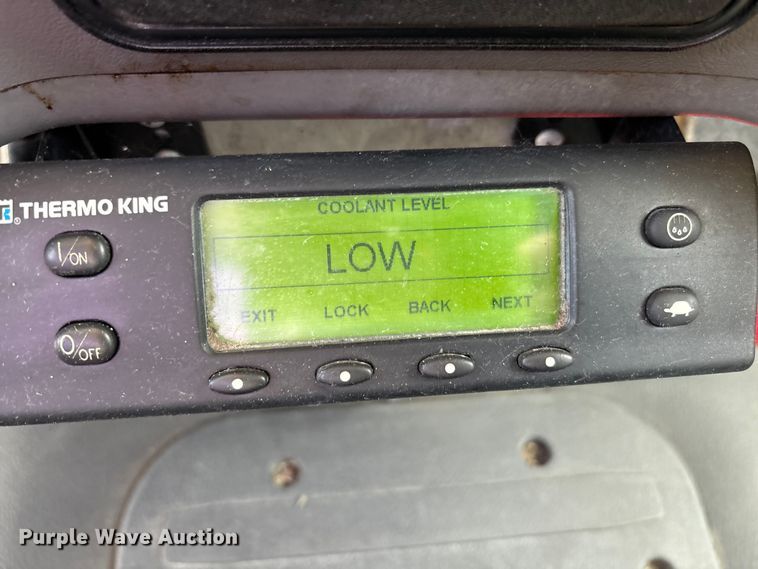 COOLANT LEVEL
® THERMO KING
I/ON
LOW
EXIT LOCK BACK NEXT
O/OFF
Purple Wave Auction